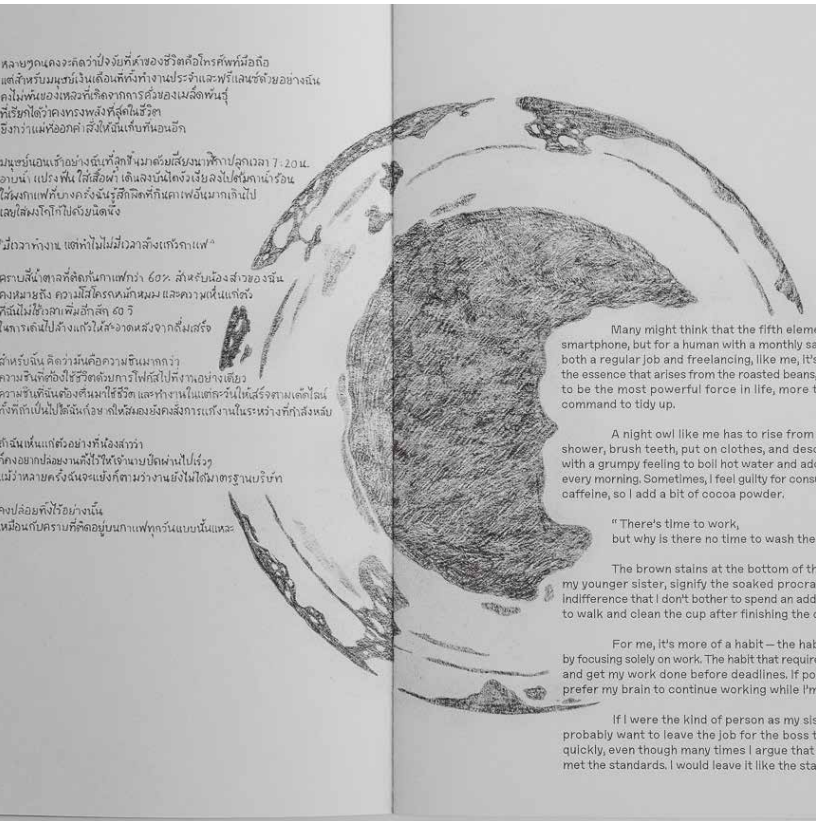 หลายๆคนคงจะคิดว่าปัจจัยที่ห้าของชีวิตคือโทรศัพท์มือถือ
แต่สำหรับมนุษย์เงินเดือนที่ทั้งทำงานประจำและฟรีแลนซ์ด้วยอย่างฉัน
คงไม่พ้นของเหลวที่เกิดจากการคั่วของเมล็ดพันธุ์
ที่เรียกได้ว่าคงทรงพลังที่สุดในชีวิต
ยิ่งกว่าแม่ที่ออกคำสั่งให้ฉันเก็บที่นอนอีก
มนุษย์นอนเช้าอย่างฉันที่ลุกขึ้นมาด้วยเสียงนาฬิกาปลุกเวลา 7:20 น.
อาบน้ำ แปรงฟัน ใส่เสื้อผ้า เดินลงบันไดงัวเงียลงไปต้มกาน้ำร้อน
ใส่ผงกาแฟที่บางครั้งฉันรู้สึกผิดที่กินคาเฟอีนมากเกินไป
เลยใส่ผงโกโก้ไปด้วยนิดนึง
"มีเวลาทำงาน แต่ทำไมไม่มีเวลาล้างแก้วกาแฟ"
คราบสีน้ำตาลที่ติดก้นกาแฟกว่า 60% สำหรับน้องสาวของฉัน
คงหมายถึง ความโสโครกหมักหมม และความเห็นแก่ตัว
ที่ฉันไม่ใช้เวลาเพิ่มอีกสัก 60 วิ
ในการเดินไปล้างแก้วให้สะอาดหลังจากดื่มเสร็จ
สำหรับฉัน คิดว่ามันคือความชินมากกว่า
ความชินที่ต้องใช้ชีวิตด้วยการโฟกัสไปที่งานอย่างเดียว
ความชินที่ฉันต้องตื่นมาใช้ชีวิต และทำงานในแต่ละวันให้เสร็จตามเดดไลน์
ทั้งที่ถ้าเป็นไปได้ฉันก็อยากให้สมองยังคงสั่งการแก้งานในระหว่างที่กำลังหลับ
ถ้าฉันเห็นแก่ตัวอย่างที่น้องสาวว่า
ก็คงอยากปล่อยงานทิ้งไว้ให้เจ้านายปัดผ่านไปเร็วๆ
แม้ว่าหลายครั้งฉันจะแย้งก็ตามว่างานยังไม่ได้มาตรฐานบริษัท
คงปล่อยทิ้งไว้อย่างนั้น
เหมือนกับคราบที่ติดอยู่บนกาแฟทุกวันแบบนั้นแหละ
Many might think that the fifth eleme
smartphone, but for a human with a monthly sa
both a regular job and freelancing, like me, it's
the essence that arises from the roasted beans,
to be the most powerful force in life, more t
command to tidy up.
A night owl like me has to rise from
shower, brush teeth, put on clothes, and desc
with a grumpy feeling to boil hot water and add
every morning. Sometimes, I feel guilty for consu
caffeine, so I add a bit of cocoa powder.
“ There's time to work,
but why is there no time to wash the
The brown stains at the bottom of th
my younger sister, signify the soaked procra
indifference that I don't bother to spend an add
to walk and clean the cup after finishing the c
For me, it's more of a habit — the hab
by focusing solely on work. The habit that require
and get my work done before deadlines. If po
prefer my brain to continue working while I'm
If I were the kind of person as my sis
probably want to leave the job for the boss t
quickly, even though many times I argue that
met the standards. I would leave it like the sta